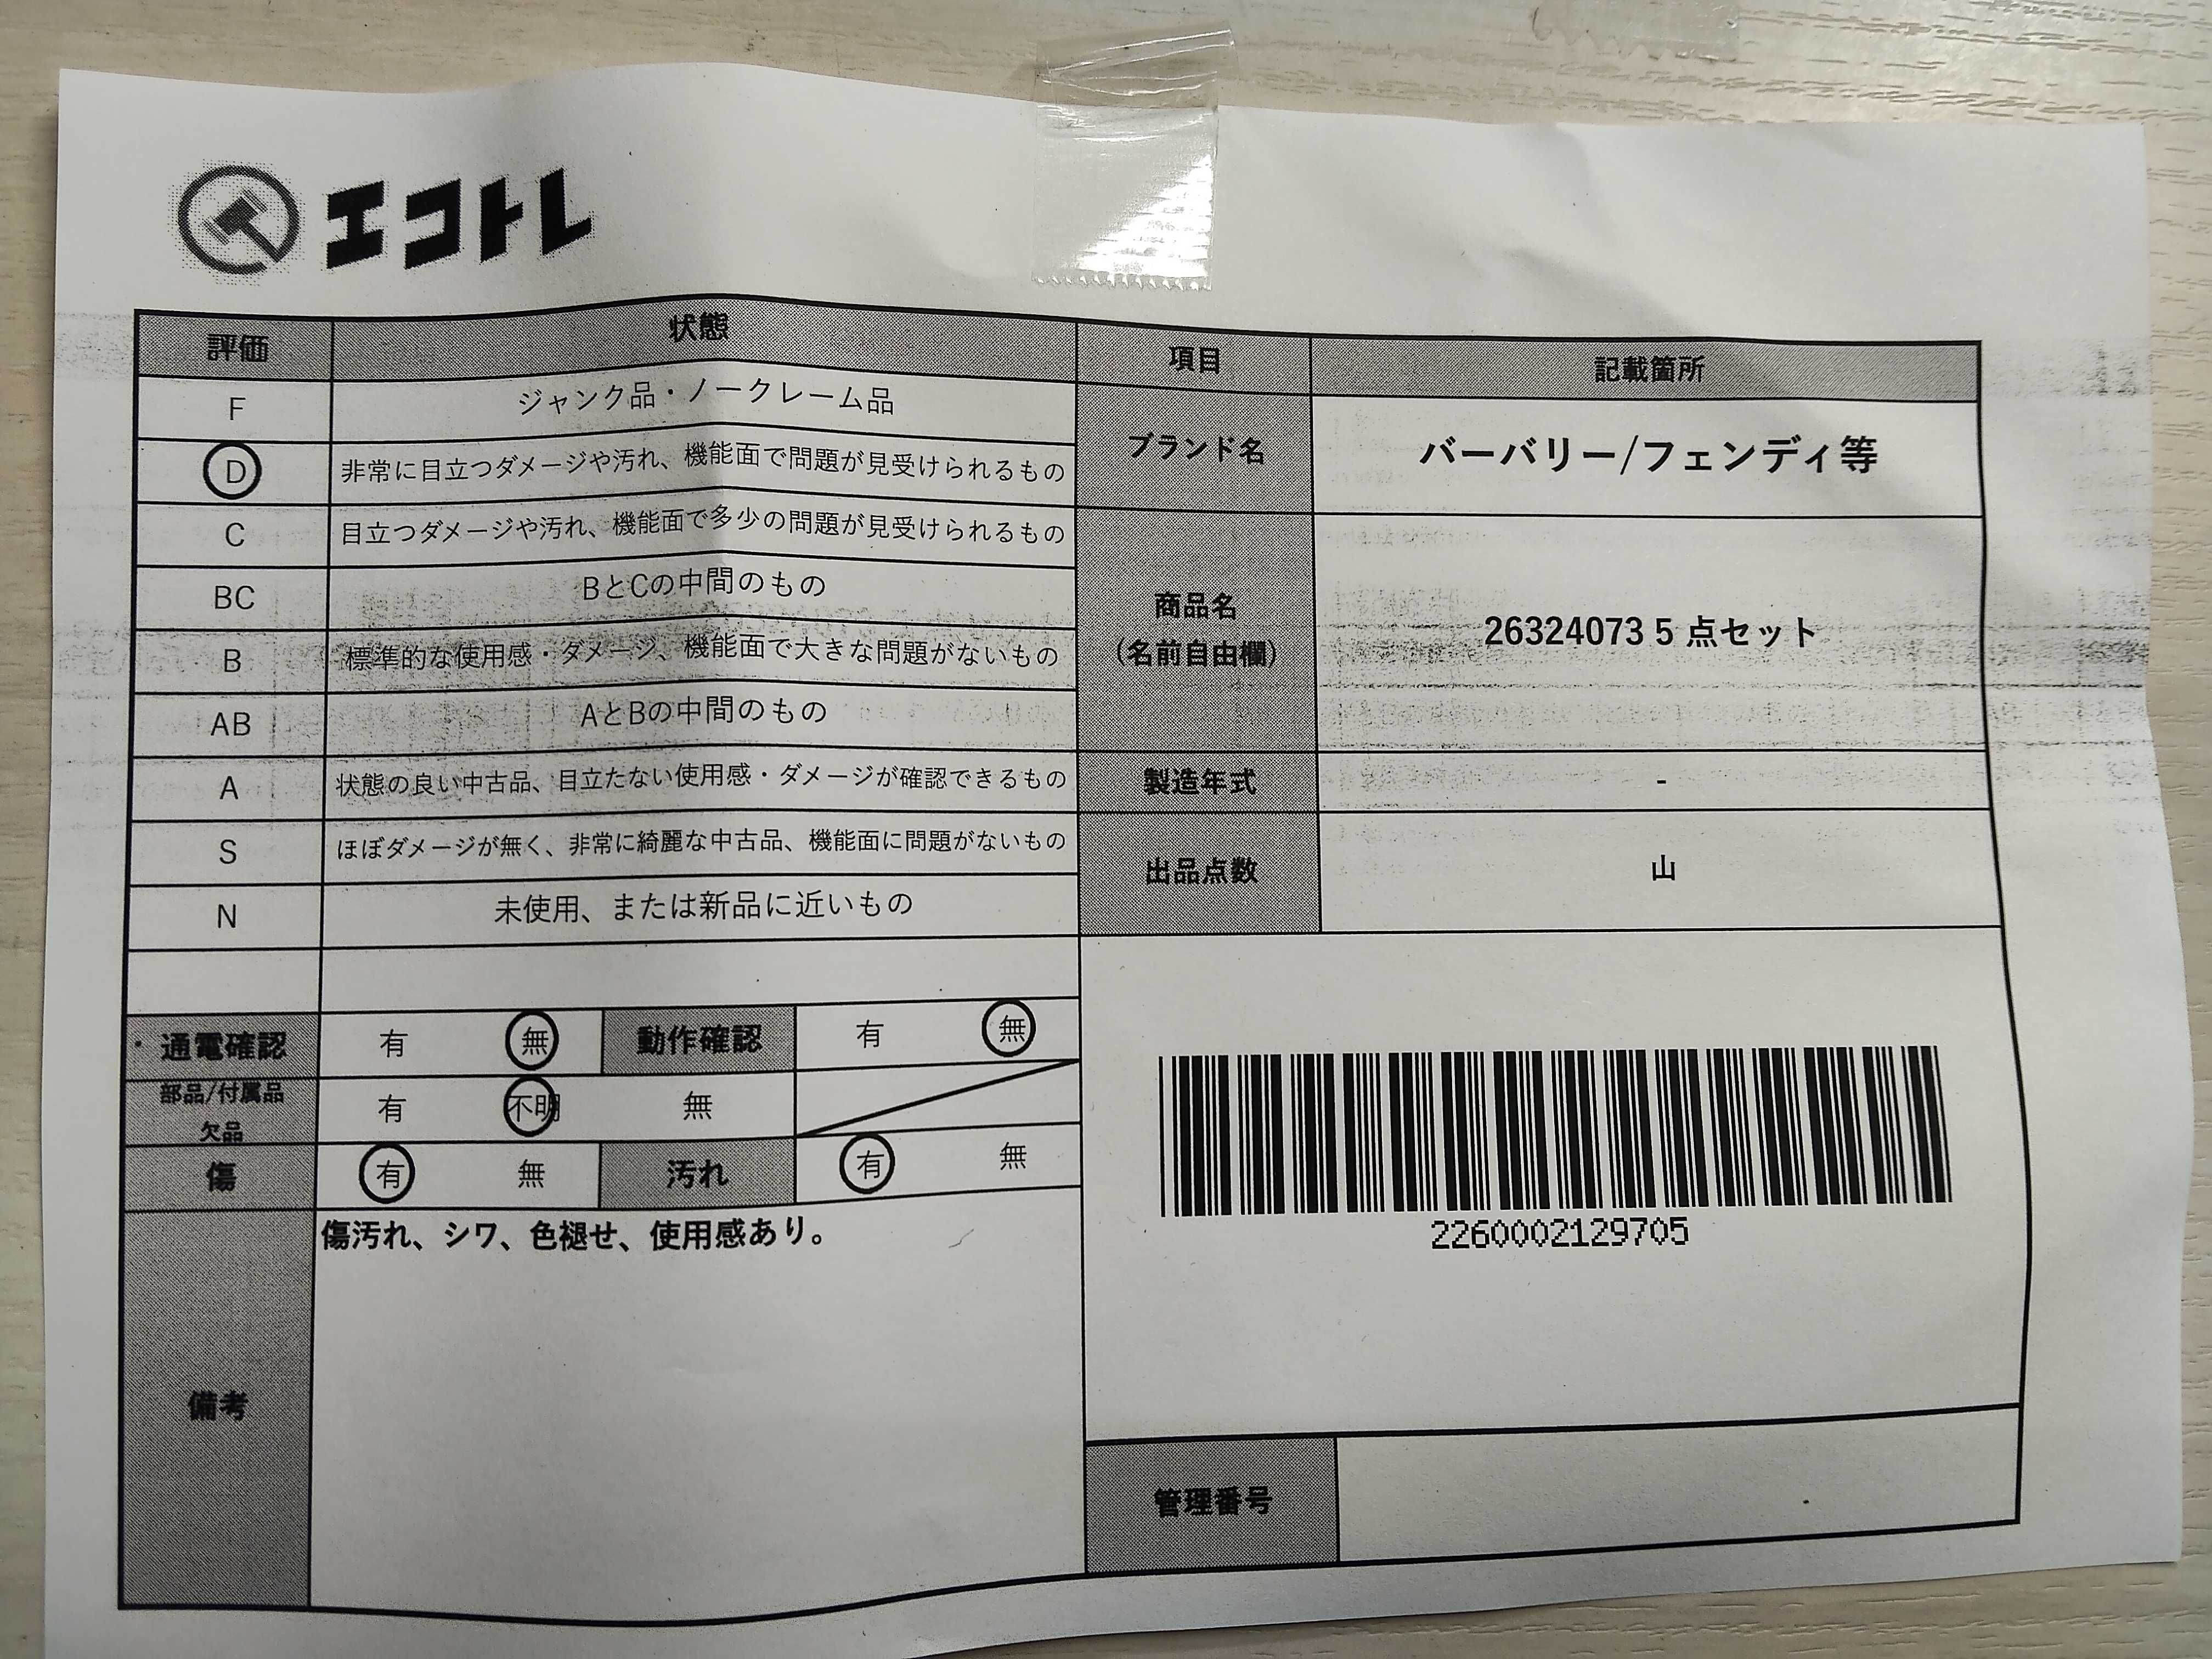 エコトレ
評価 状態
F ジャンク品・ノークレーム品
D 非常に目立つダメージや汚れ、機能面で問題が見受けられるもの
C 目立つダメージや汚れ、機能面で多少の問題が見受けられるもの
BC BとCの中間のもの
B 標準的な使用感・ダメージ、機能面で大きな問題がないもの
AB AとBの中間のもの
A 状態の良い中古品、目立たない使用感・ダメージが確認できるもの
S ほぼダメージが無く、非常に綺麗な中古品、機能面に問題がないもの
N 未使用、または新品に近いもの
通電確認 有 無 動作確認 有 無
部品/付属品
欠品
有 不明 無
傷 有 無 汚れ 有 無
備考
傷汚れ、シワ、色褪せ、使用感あり。
項目 記載箇所
ブランド名 バーバリー/フェンディ等
商品名
(名前自由欄)
26324073 5 点セット
製造年式 -
出品点数 山
2260002129705
管理番号